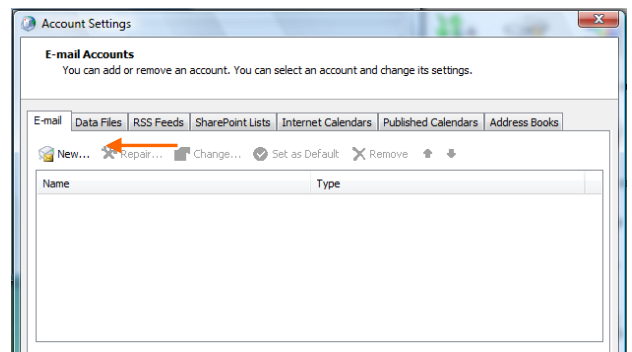 Account Settings
E-mail Accounts
You can add or remove an account. You can select an account and change its settings.
E-mail Data Files RSS Feeds SharePoint Lists Internet Calendars Published Calendars Address Books
New... Repair... Change... Set as Default Remove
Name Type